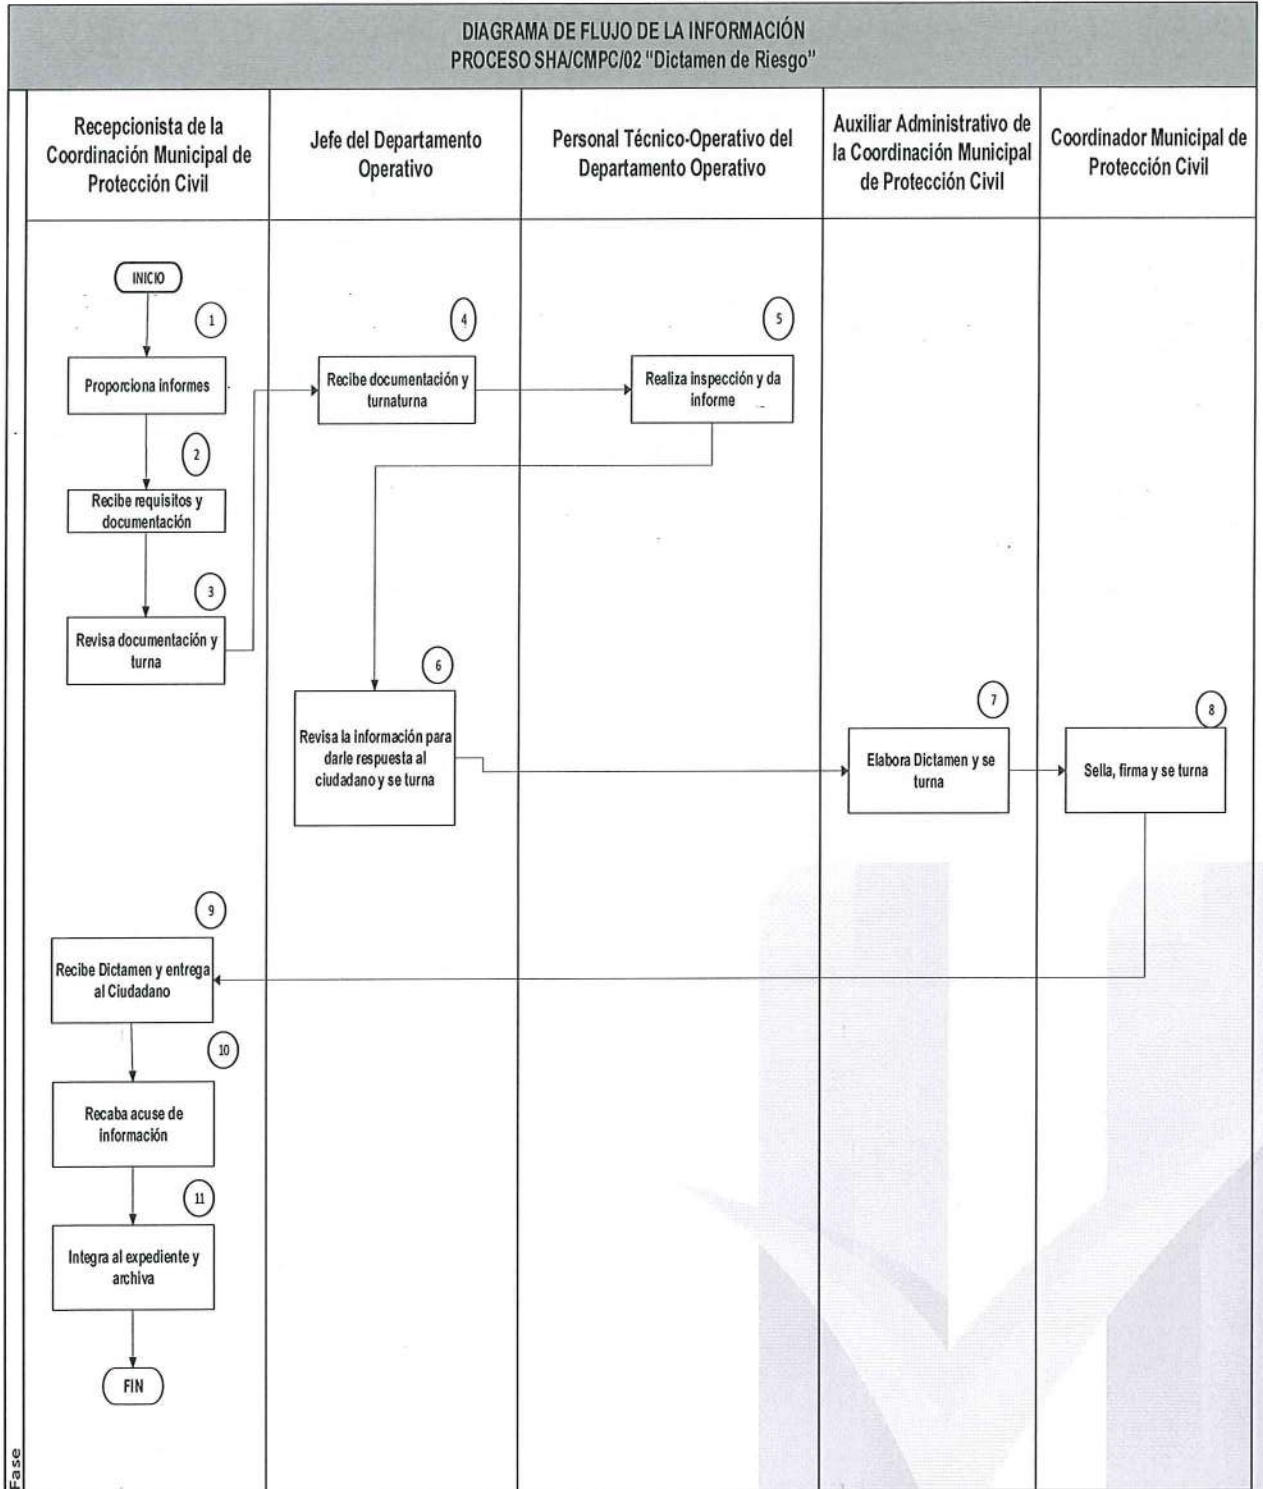 DIAGRAMA DE FLUJO DE LA INFORMACIÓN
PROCESO SHA/CMPC/02 “Dictamen de Riesgo”
Recepcionista de la
Coordinación Municipal de
Protección Civil
Jefe del Departamento
Operativo
Personal Técnico-Operativo del
Departamento Operativo
Auxiliar Administrativo de
la Coordinación Municipal
de Protección Civil
Coordinador Municipal de
Protección Civil
INICIO
1
Proporciona informes
2
Recibe requisitos y
documentación
3
Revisa documentación y
turna
4
Recibe documentación y
turnaturna
5
Realiza inspección y da
informe
6
Revisa la información para
darle respuesta al
ciudadano y se turna
7
Elabora Dictamen y se
turna
8
Sella, firma y se turna
9
Recibe Dictamen y entrega
al Ciudadano
10
Recaba acuse de
información
11
Integra al expediente y
archiva
FIN
Fase